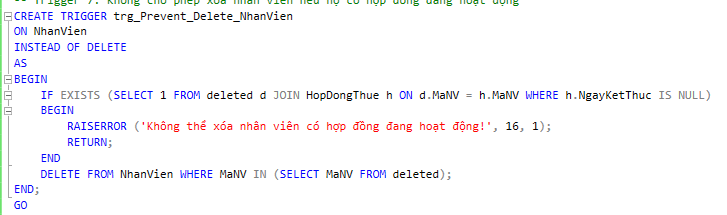 -- Trigger 7: Không cho phép xóa nhân viên nếu họ có hợp đồng đang hoạt động
CREATE TRIGGER trg_Prevent_Delete_NhanVien
ON NhanVien
INSTEAD OF DELETE
AS
BEGIN
IF EXISTS (SELECT 1 FROM deleted d JOIN HopDongThue h ON d.MaNV = h.MaNV WHERE h.NgayKetThuc IS NULL)
BEGIN
RAISERROR ('Không thể xóa nhân viên có hợp đồng đang hoạt động!', 16, 1);
RETURN;
END
DELETE FROM NhanVien WHERE MaNV IN (SELECT MaNV FROM deleted);
END;
GO